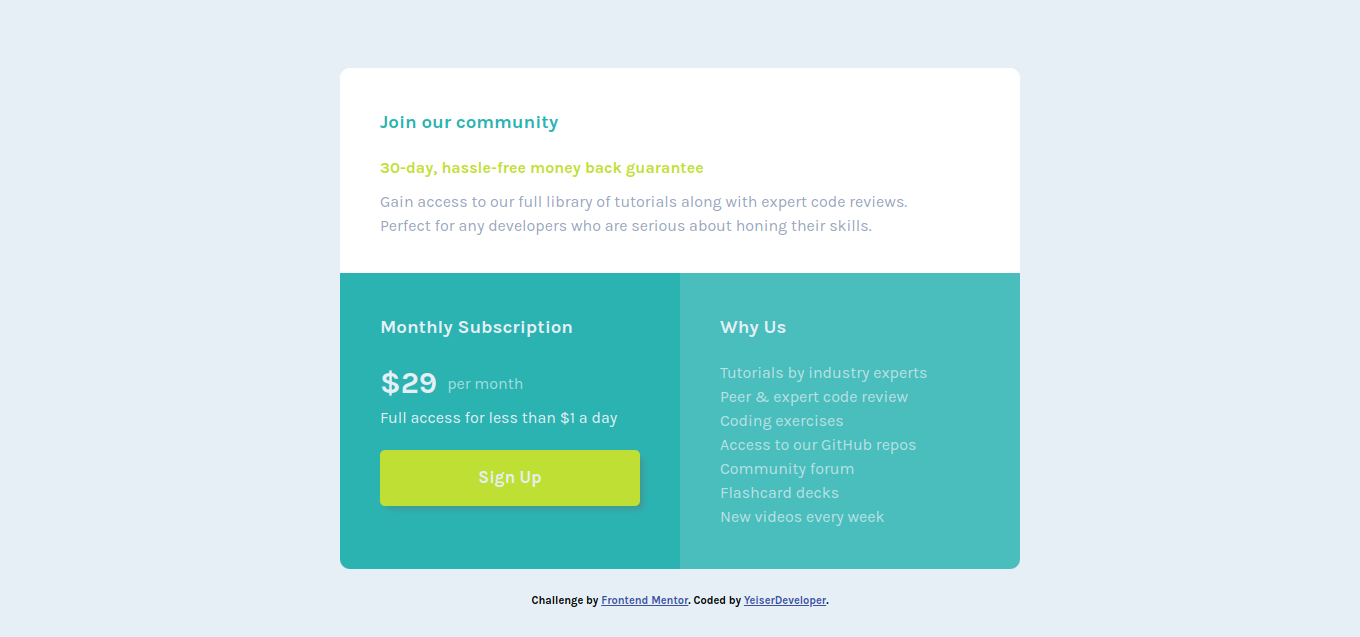 Join our community
30-day, hassle-free money back guarantee
Gain access to our full library of tutorials along with expert code reviews.
Perfect for any developers who are serious about honing their skills.
Monthly Subscription
$29 per month
Full access for less than $1 a day
Sign Up
Why Us
Tutorials by industry experts
Peer & expert code review
Coding exercises
Access to our GitHub repos
Community forum
Flashcard decks
New videos every week
Challenge by Frontend Mentor. Coded by YeiserDeveloper.